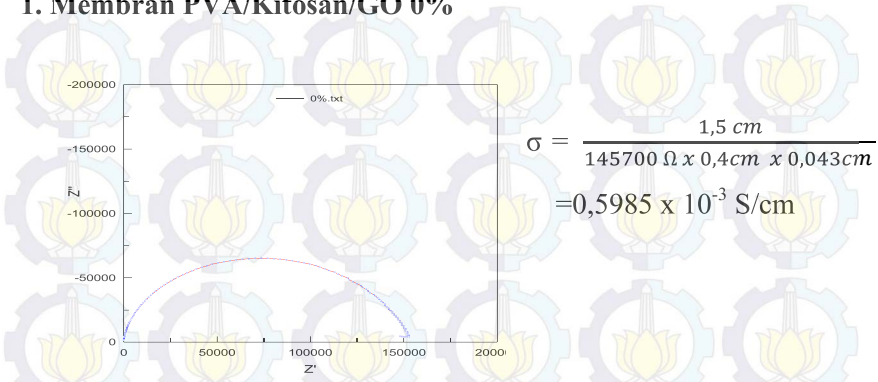 1. Membran PVA/Kitosan/GO 0%
-200000
0%.txt
-150000
Z"
-100000
-50000
0
0 50000 100000 150000 2000
Z'
σ = 1,5 cm
145700 Ω x 0,4cm x 0,043cm
=0,5985 x 10⁻³ S/cm